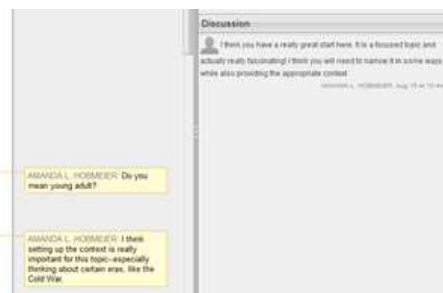 Discussion
I think you have a really great start here. It is a focused topic and
actually really fascinating! I think you will need to narrow it in some ways
while also providing the appropriate context.
AMANDA L. HOBMEIER, Aug 15 at
AMANDA L. HOBMEIER: Do you
mean young adult?
AMANDA L. HOBMEIER: I think
setting up the context is really
important for this topic--especially
thinking about certain eras, like the
Cold War.